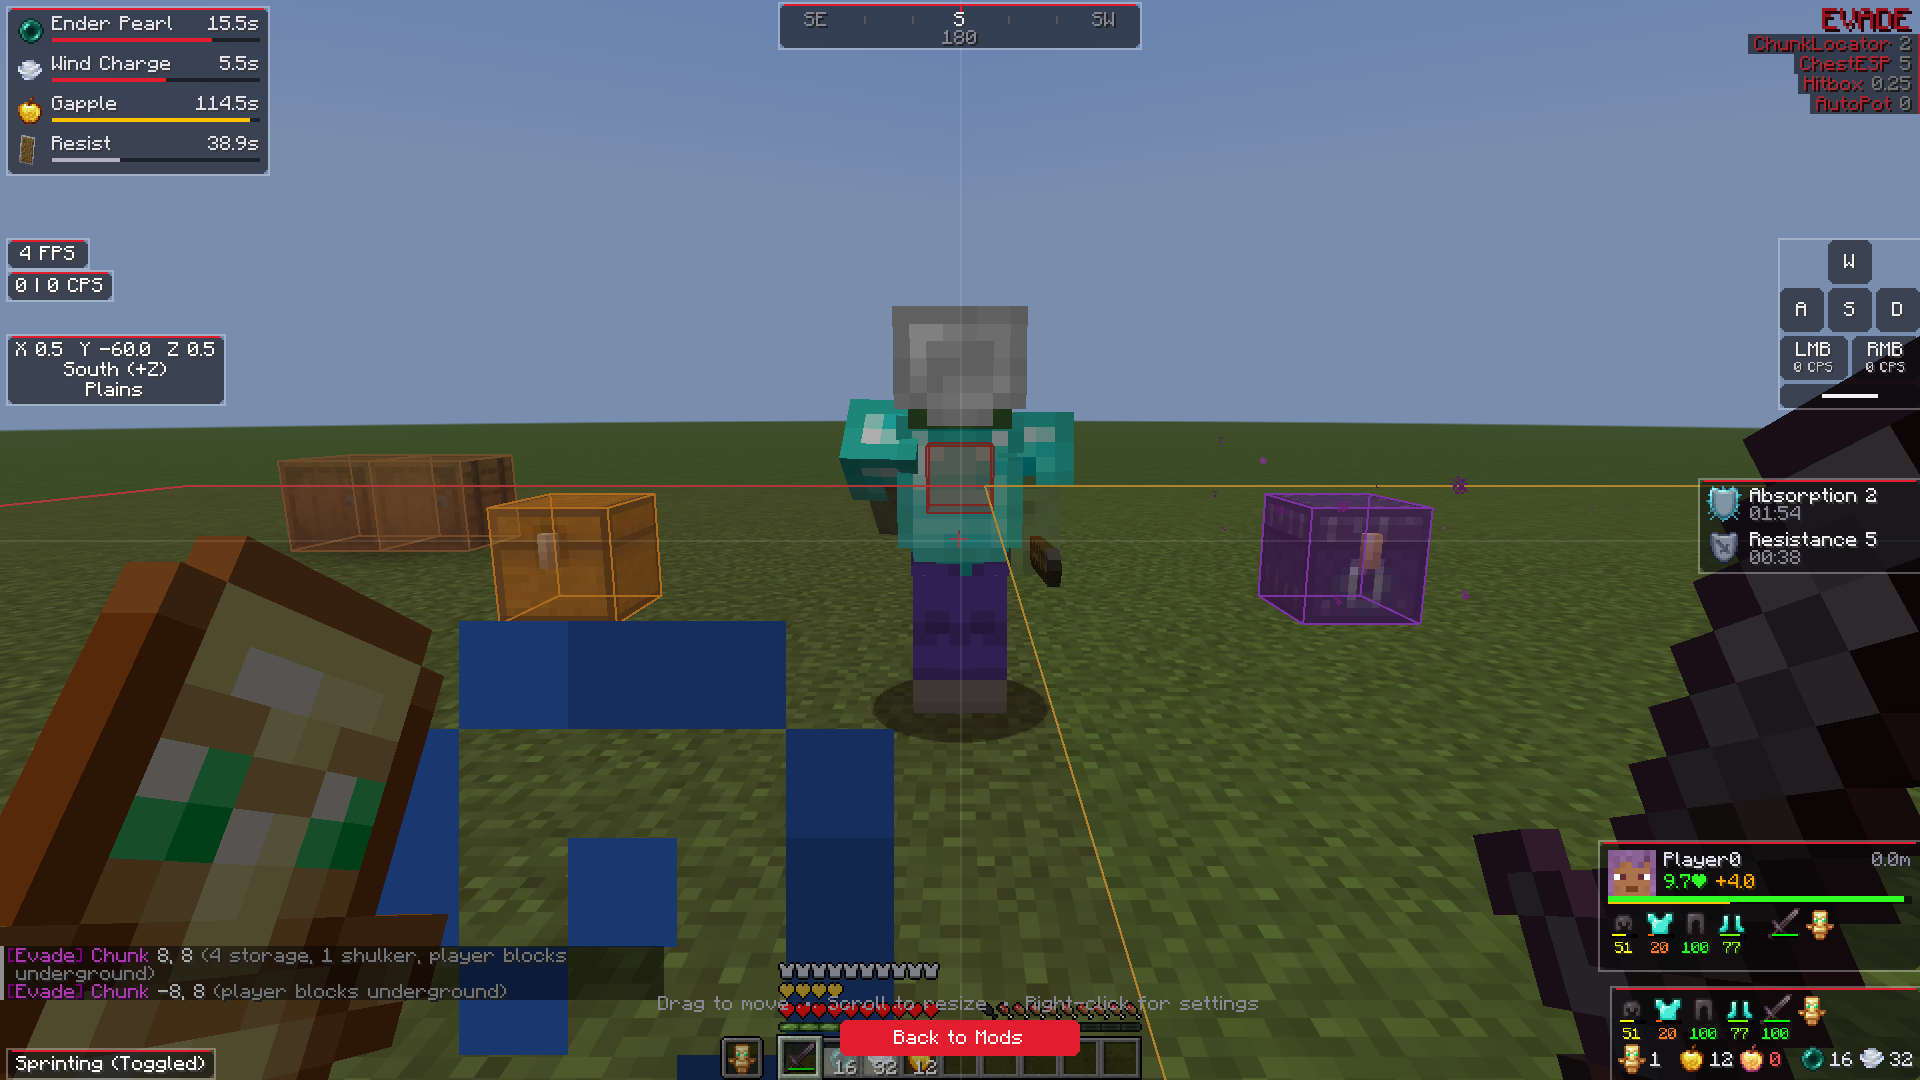 Ender Pearl 15.5s
Wind Charge 5.5s
Gapple 114.5s
Resist 38.9s
SE S SW
180
EVADE
ChunkLocator 2
ChestESP 5
Hitbox 0.25
AutoPot 0
4 FPS
0 | 0 CPS
X 0.5 Y -60.0 Z 0.5
South (+Z)
Plains
W
A S D
LMB RMB
0 CPS 0 CPS
Absorption 2
01:54
Resistance 5
00:38
Player0 0.0m
9.7 +4.0
51 20 100 77
[Evade] Chunk 8, 8 (4 storage, 1 shulker, player blocks
underground)
[Evade] Chunk -8, 8 (player blocks underground)
Drag to move • Scroll to resize • Right-click for settings
Back to Mods
Sprinting (Toggled)
16 32 12
51 20 100 77 100
1 12 0 16 32